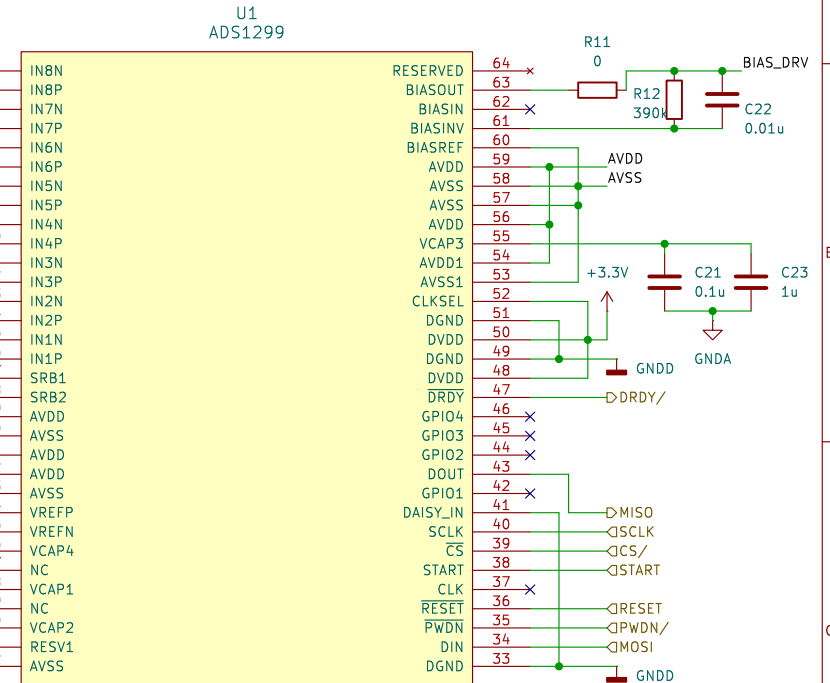 U1
ADS1299
IN8N
IN8P
IN7N
IN7P
IN6N
IN6P
IN5N
IN5P
IN4N
IN4P
IN3N
IN3P
IN2N
IN2P
IN1N
IN1P
SRB1
SRB2
AVDD
AVSS
AVDD
AVDD
AVSS
VREFP
VREFN
VCAP4
NC
VCAP1
NC
VCAP2
RESV1
AVSS
RESERVED 64
BIASOUT 63
BIASIN 62
BIASINV 61
BIASREF 60
AVDD 59
AVSS 58
AVSS 57
AVDD 56
VCAP3 55
AVDD1 54
AVSS1 53
CLKSEL 52
DGND 51
DVDD 50
DGND 49
DVDD 48
DRDY 47
GPIO4 46
GPIO3 45
GPIO2 44
DOUT 43
GPIO1 42
DAISY_IN 41
SCLK 40
CS 39
START 38
CLK 37
RESET 36
PWDN 35
DIN 34
DGND 33
R11
0
BIAS_DRV
R12
390k
C22
0.01u
AVDD
AVSS
+3.3V
C21
0.1u
C23
1u
GNDA
GNDD
DRDY/
MISO
SCLK
CS/
START
RESET
PWDN/
MOSI
GNDD